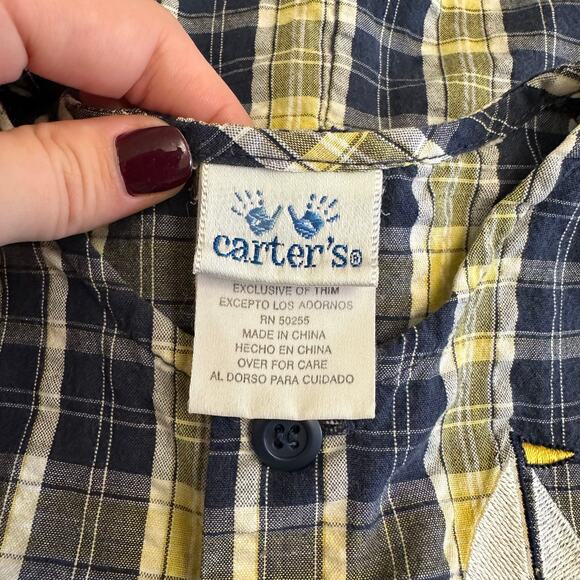 carter's®
EXCLUSIVE OF TRIM
EXCEPTO LOS ADORNOS
RN 50255
MADE IN CHINA
HECHO EN CHINA
OVER FOR CARE
AL DORSO PARA CUIDADO